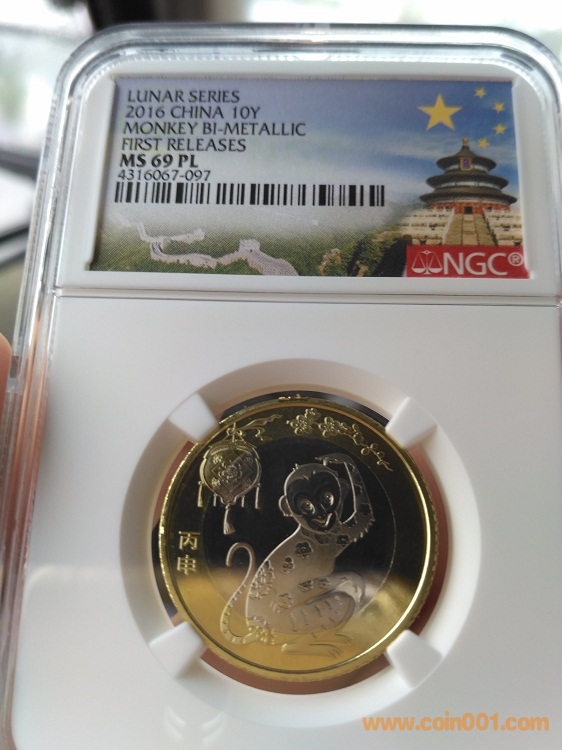 LUNAR SERIES
2016 CHINA 10Y
MONKEY BI-METALLIC
FIRST RELEASES
MS 69 PL
4316067-097
NGC®
丙
申
www.coin001.com